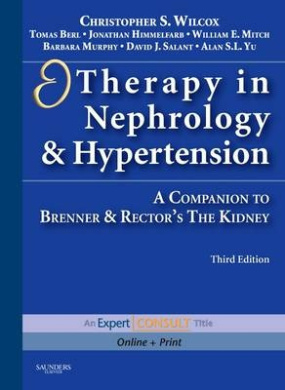 Christopher S. Wilcox
Tomas Berl • Jonathan Himmelfarb • William E. Mitch
Barbara Murphy • David J. Salant • Alan S.L. Yu
Therapy in
Nephrology
& Hypertension
A Companion to
Brenner & Rector's The Kidney
Third Edition
An Expert CONSULT Title
Online + Print
SAUNDERS
ELSEVIER